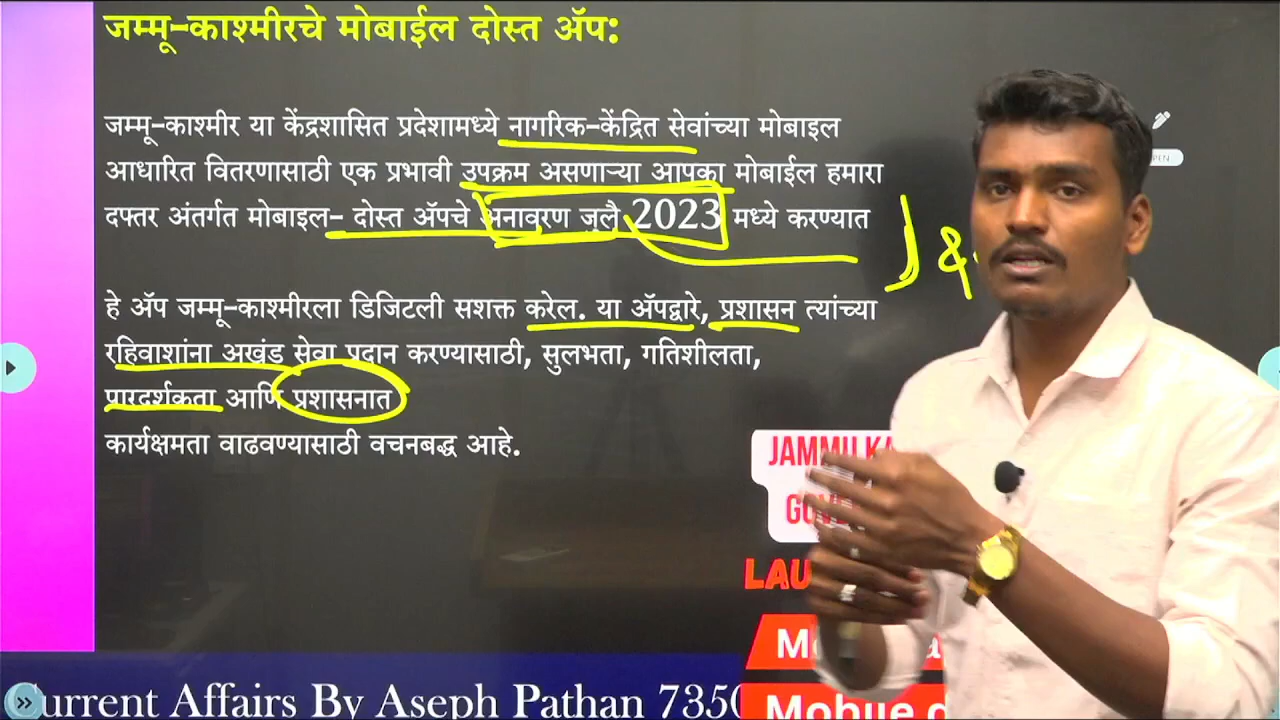 जम्मू-काश्मीरचे मोबाईल दोस्त ॲप:
जम्मू-काश्मीर या केंद्रशासित प्रदेशामध्ये नागरिक-केंद्रित सेवांच्या मोबाइल
आधारित वितरणासाठी एक प्रभावी उपक्रम असणाऱ्या आपका मोबाईल हमारा
दफ्तर अंतर्गत मोबाइल- दोस्त ॲपचे अनावरण जुलै 2023 मध्ये करण्यात
J &
हे ॲप जम्मू-काश्मीरला डिजिटली सशक्त करेल. या ॲपद्वारे, प्रशासन त्यांच्या
रहिवाशांना अखंड सेवा प्रदान करण्यासाठी, सुलभता, गतिशीलता,
पारदर्शकता आणि प्रशासनात
कार्यक्षमता वाढवण्यासाठी वचनबद्ध आहे.
JAMMU
Current Affairs By Aseph Pathan 7350